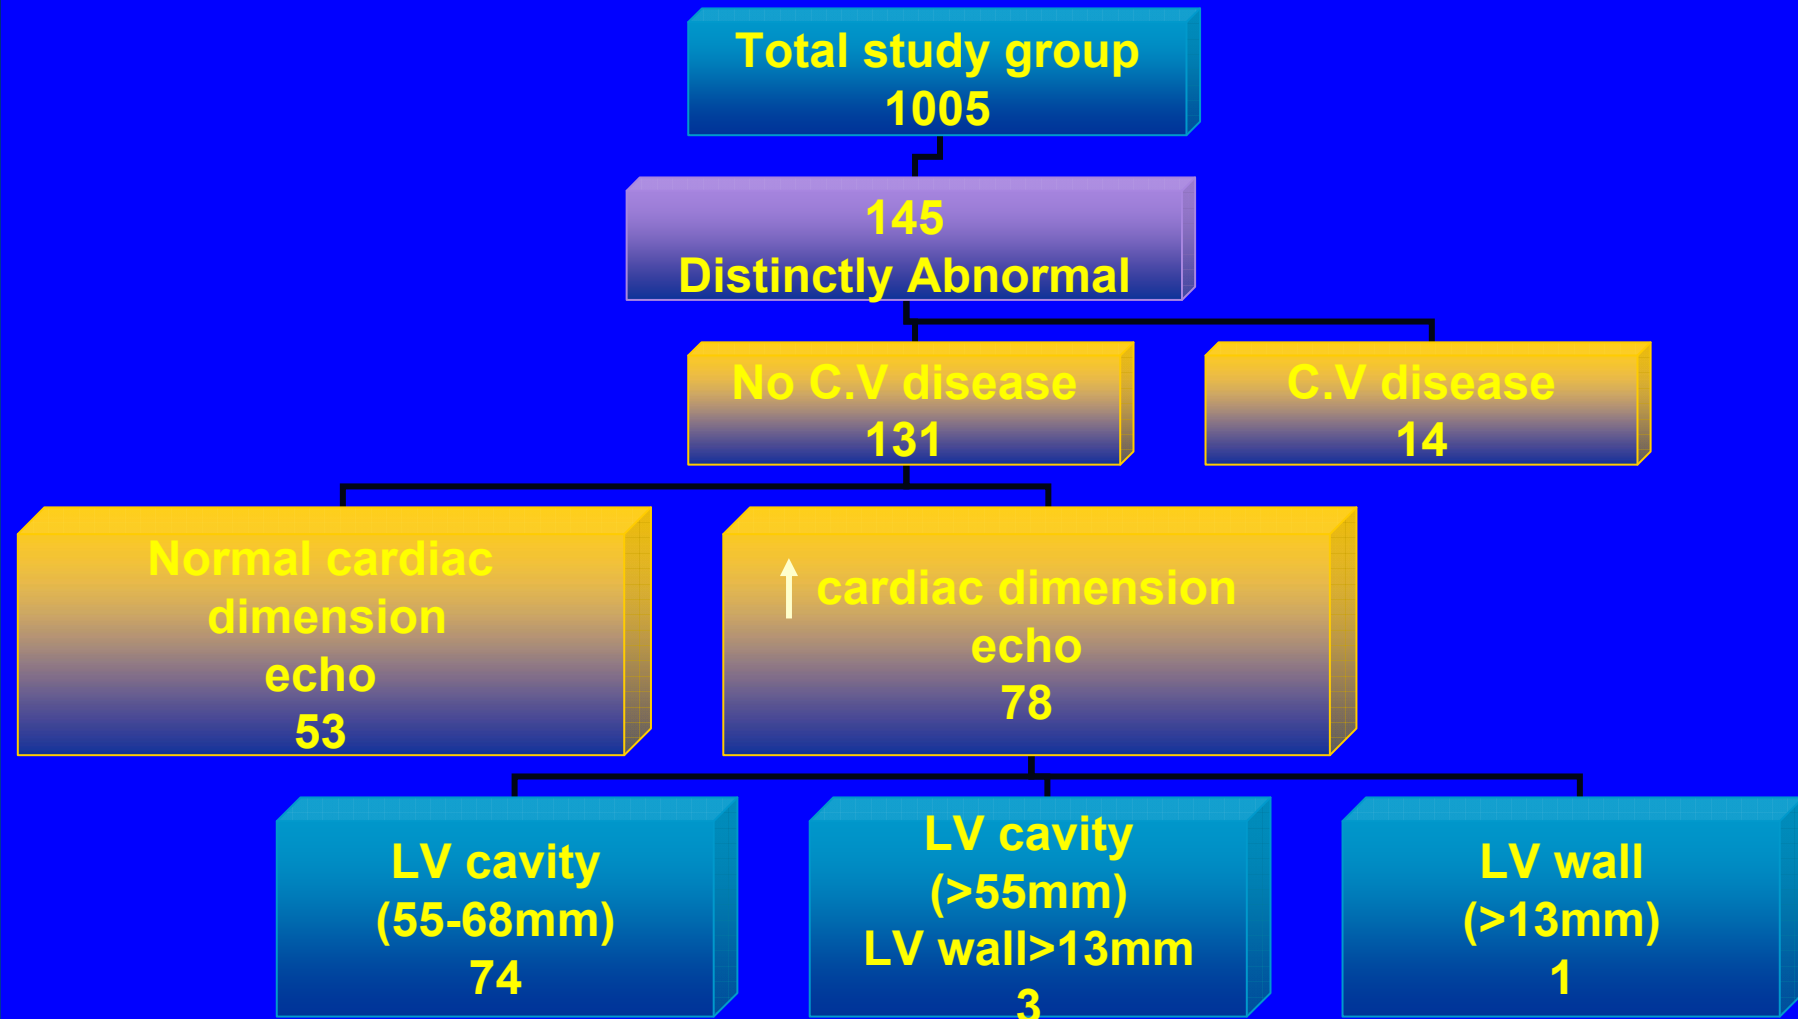 Total study group
1005
145
Distinctly Abnormal
No C.V disease
131
C.V disease
14
Normal cardiac
dimension
echo
53
↑ cardiac dimension
echo
78
LV cavity
(55-68mm)
74
LV cavity
(>55mm)
LV wall>13mm
3
LV wall
(>13mm)
1